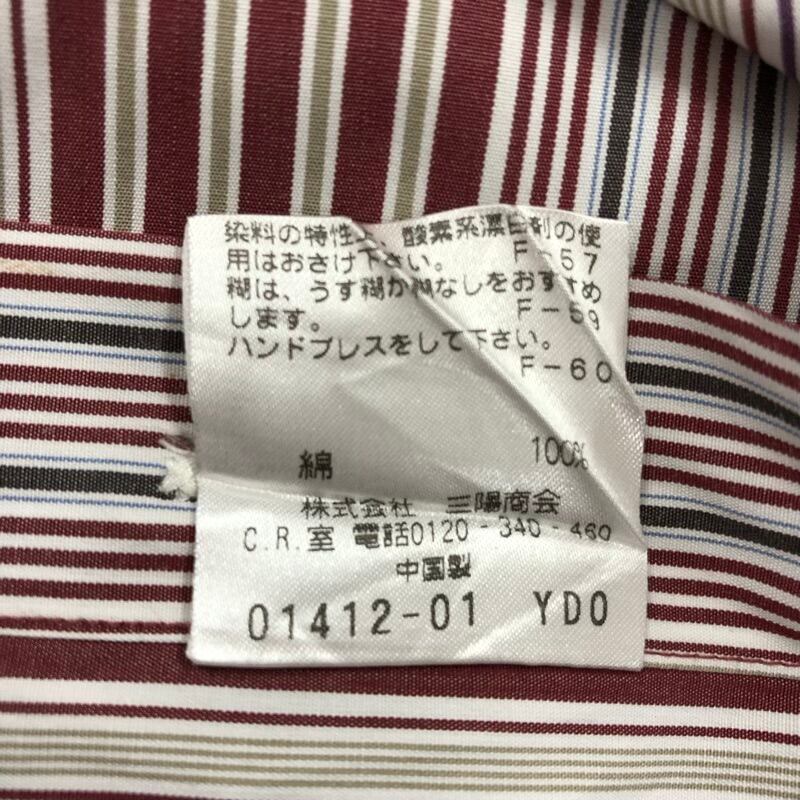 染料の特性上、酸素系漂白剤の使
用はおさけ下さい。 F-57
糊は、うす糊か糊なしをおすすめ
します。 F-59
ハンドプレスをして下さい。
F-60
綿 100%
株式會社 三陽商会
C.R.室 電話0120-340-460
中国製
01412-01 YDO